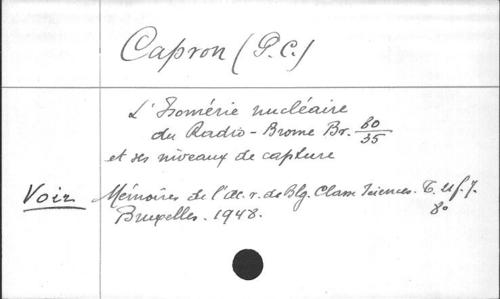 Capron (P.C.)
L'Isomérie nucléaire
du Radio-Brome Br. 80/35
et ses niveaux de capture
Voir Mémoires de l'Ac. r. de Blg. Classe Sciences. T.
Bruxelles. 1948. 8°